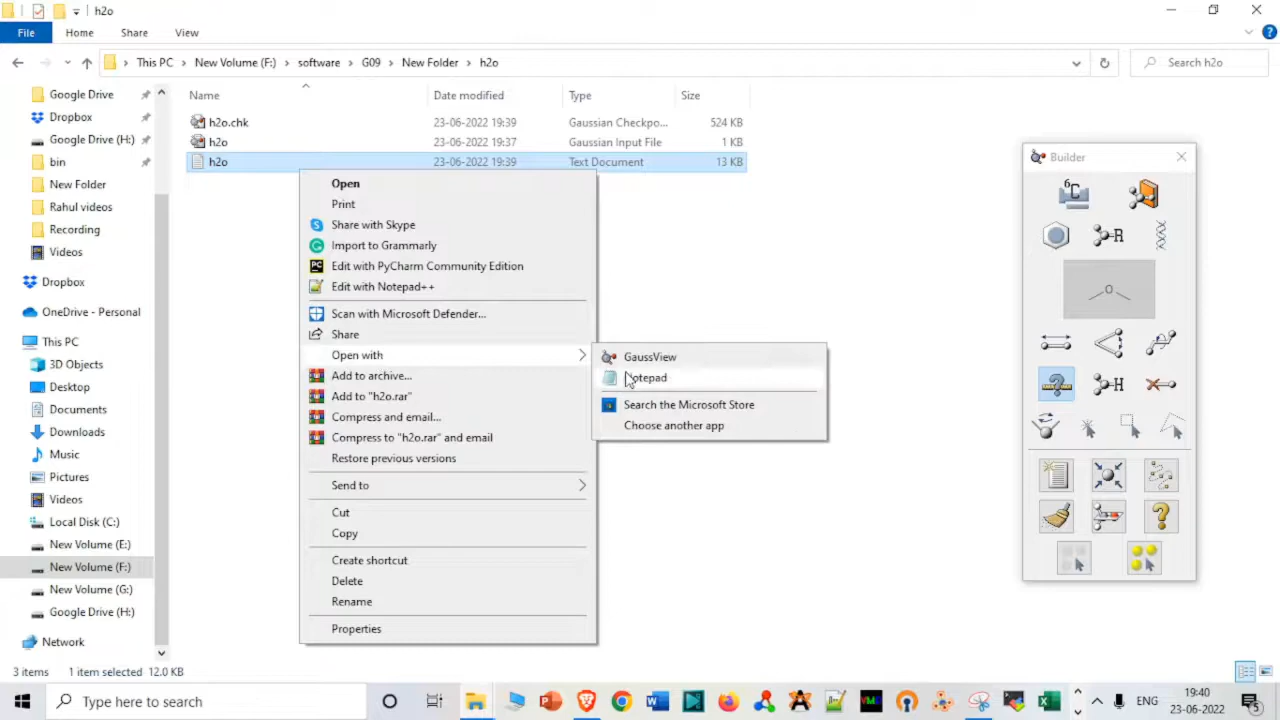 h2o
File Home Share View
This PC New Volume (F:) software G09 New Folder h2o Search h2o
Name Date modified Type Size
h2o.chk 23-06-2022 19:39 Gaussian Checkpo... 524 KB
h2o 23-06-2022 19:37 Gaussian Input File 1 KB
h2o 23-06-2022 19:39 Text Document 13 KB
Google Drive
Dropbox
Google Drive (H:)
bin
New Folder
Rahul videos
Recording
Videos
Dropbox
OneDrive - Personal
This PC
3D Objects
Desktop
Documents
Downloads
Music
Pictures
Videos
Local Disk (C:)
New Volume (E:)
New Volume (F:)
New Volume (G:)
Google Drive (H:)
Network
Open
Print
Share with Skype
Import to Grammarly
Edit with PyCharm Community Edition
Edit with Notepad++
Scan with Microsoft Defender...
Share
Open with
Add to archive...
Add to "h2o.rar"
Compress and email...
Compress to "h2o.rar" and email
Restore previous versions
Send to
Cut
Copy
Create shortcut
Delete
Rename
Properties
GaussView
Notepad
Search the Microsoft Store
Choose another app
Builder
6C
R
O
H
3 items 1 item selected 12.0 KB
Type here to search
ENG 19:40
23-06-2022
5